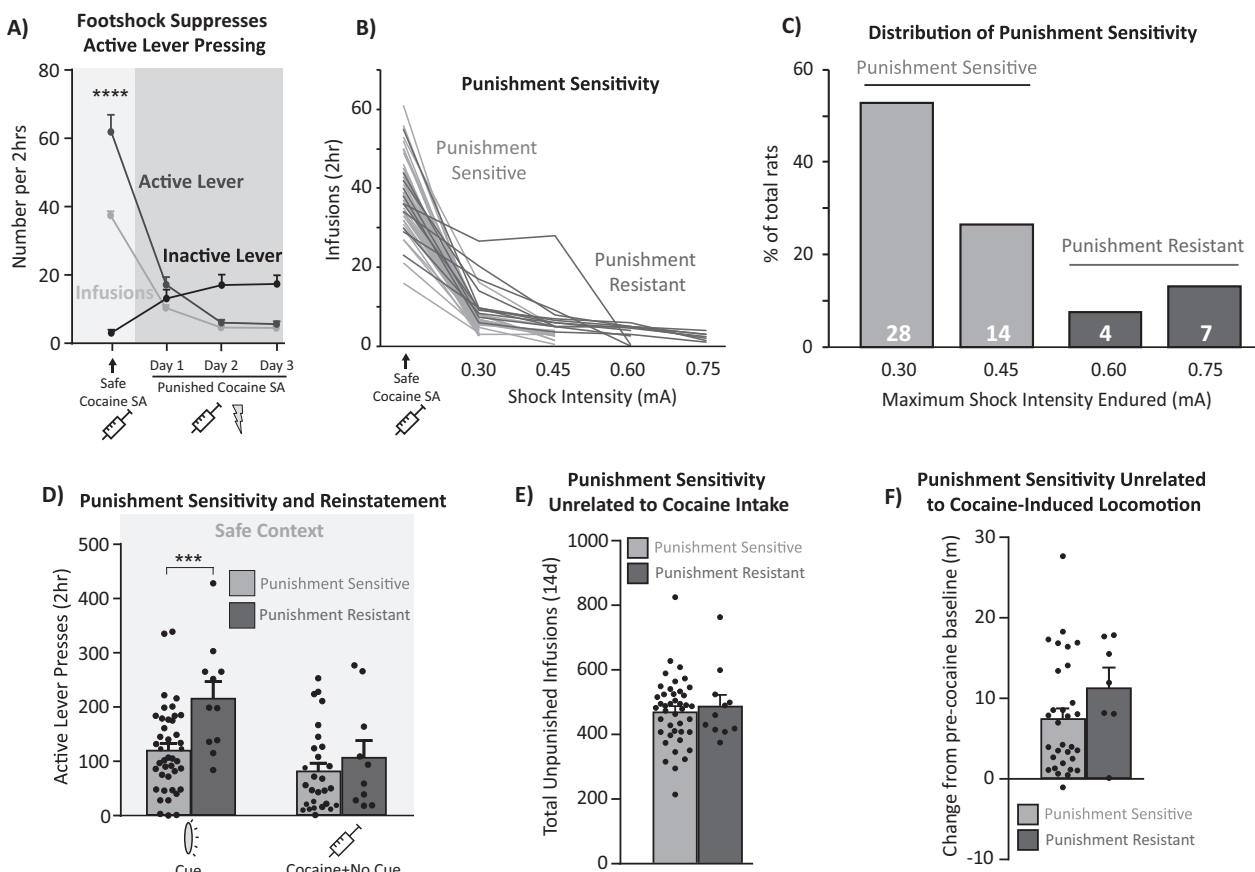 A)
Footshock Suppresses
Active Lever Pressing
80
60
40
20
0
Number per 2hrs
****
Active Lever
Inactive Lever
Infusions
Safe
Cocaine SA
Day 1
Day 2
Day 3
Punished Cocaine SA
B)
Punishment Sensitivity
60
40
20
0
Infusions (2hr)
Punishment
Sensitive
Punishment
Resistant
Safe
Cocaine SA
0.30
0.45
0.60
0.75
Shock Intensity (mA)
C)
Distribution of Punishment Sensitivity
Punishment Sensitive
60
40
20
0
% of total rats
Punishment Resistant
28
14
4
7
0.30
0.45
0.60
0.75
Maximum Shock Intensity Endured (mA)
D)
Punishment Sensitivity and Reinstatement
Safe Context
500
400
300
200
100
0
Active Lever Presses (2hr)
***
Punishment Sensitive
Punishment Resistant
Cue
Cocaine+No Cue
E)
Punishment Sensitivity
Unrelated to Cocaine Intake
1000
800
600
400
200
0
Total Unpunished Infusions (14d)
Punishment Sensitive
Punishment Resistant
F)
Punishment Sensitivity Unrelated
to Cocaine-Induced Locomotion
30
20
10
0
-10
Change from pre-cocaine baseline (m)
Punishment Sensitive
Punishment Resistant